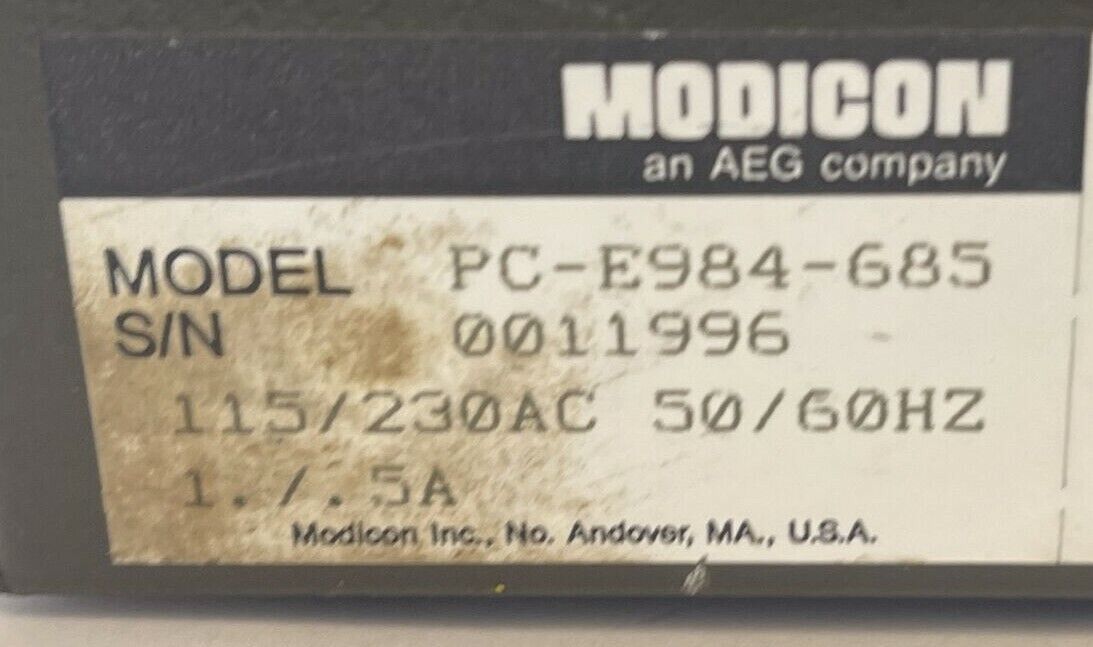 MODICON
an AEG company
MODEL PC-E984-685
S/N 0011996
115/230AC 50/60HZ
1./.5A
Modicon Inc., No. Andover, MA., U.S.A.